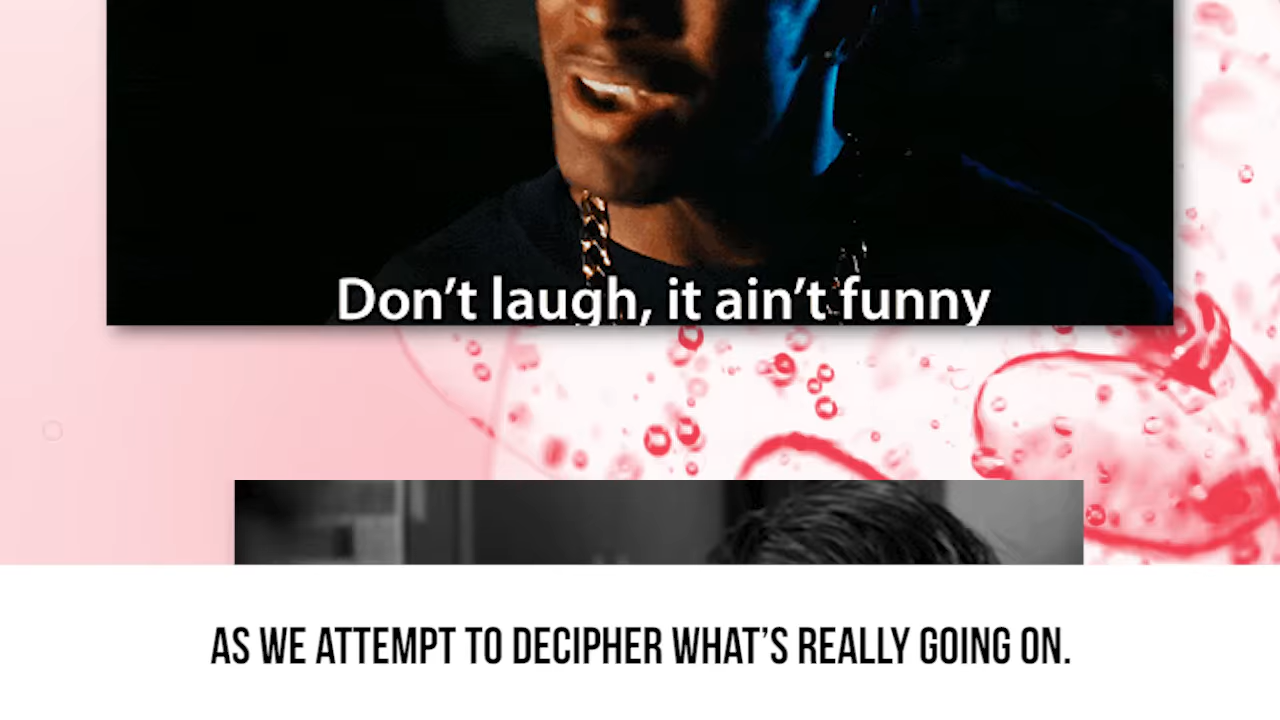 Don't laugh, it ain't funny
AS WE ATTEMPT TO DECIPHER WHAT'S REALLY GOING ON.